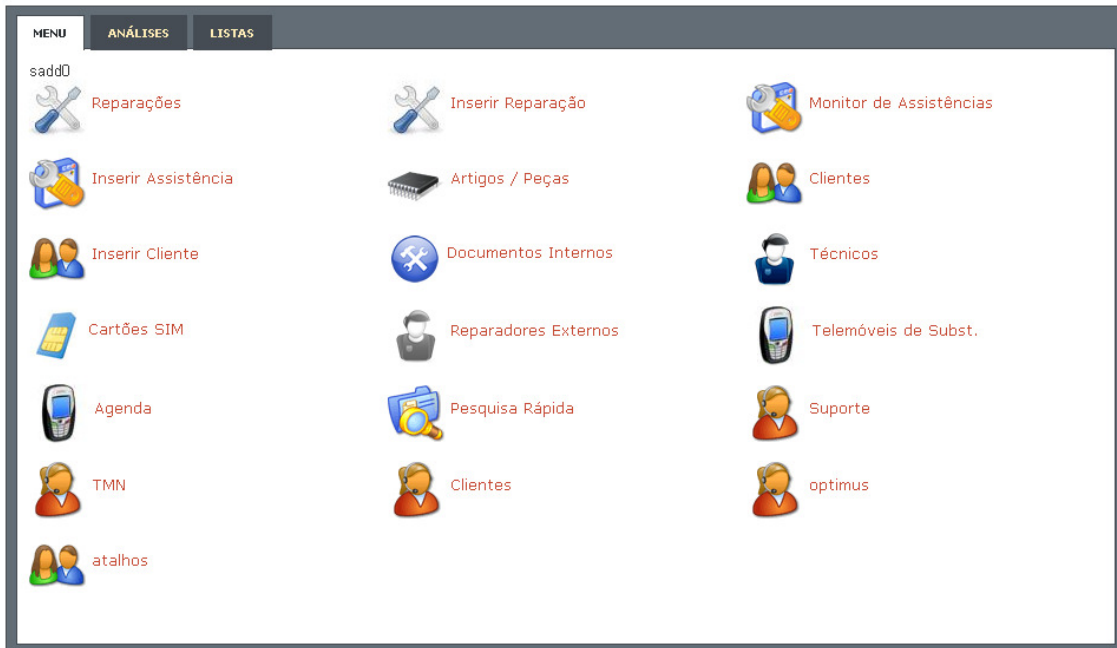 MENU ANÁLISES LISTAS
sadd0
Reparações Inserir Reparação Monitor de Assistências
Inserir Assistência Artigos / Peças Clientes
Inserir Cliente Documentos Internos Técnicos
Cartões SIM Reparadores Externos Telemóveis de Subst.
Agenda Pesquisa Rápida Suporte
TMN Clientes optimus
atalhos